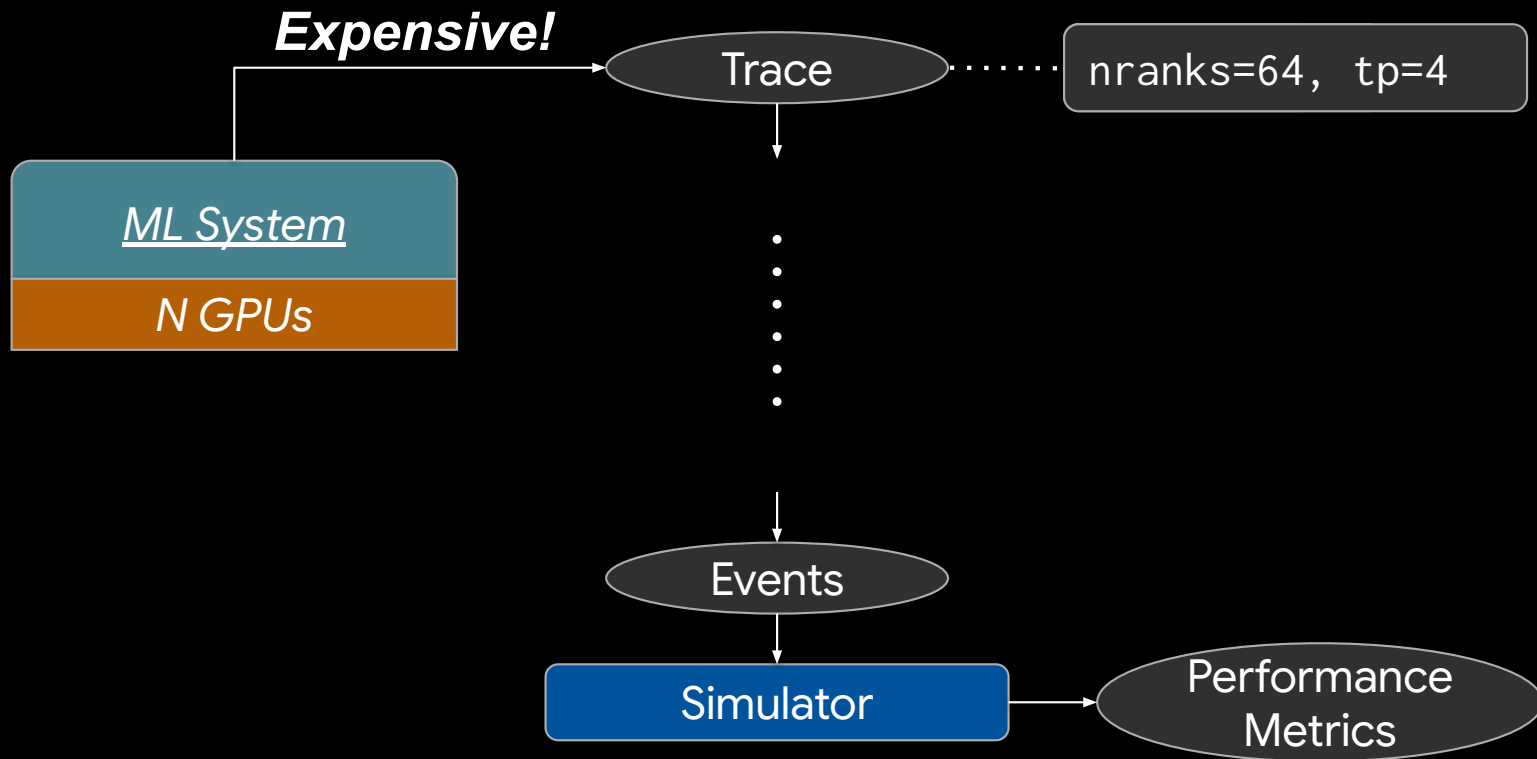 Expensive!
Trace
nranks=64, tp=4
ML System
N GPUs
Events
Simulator
Performance
Metrics